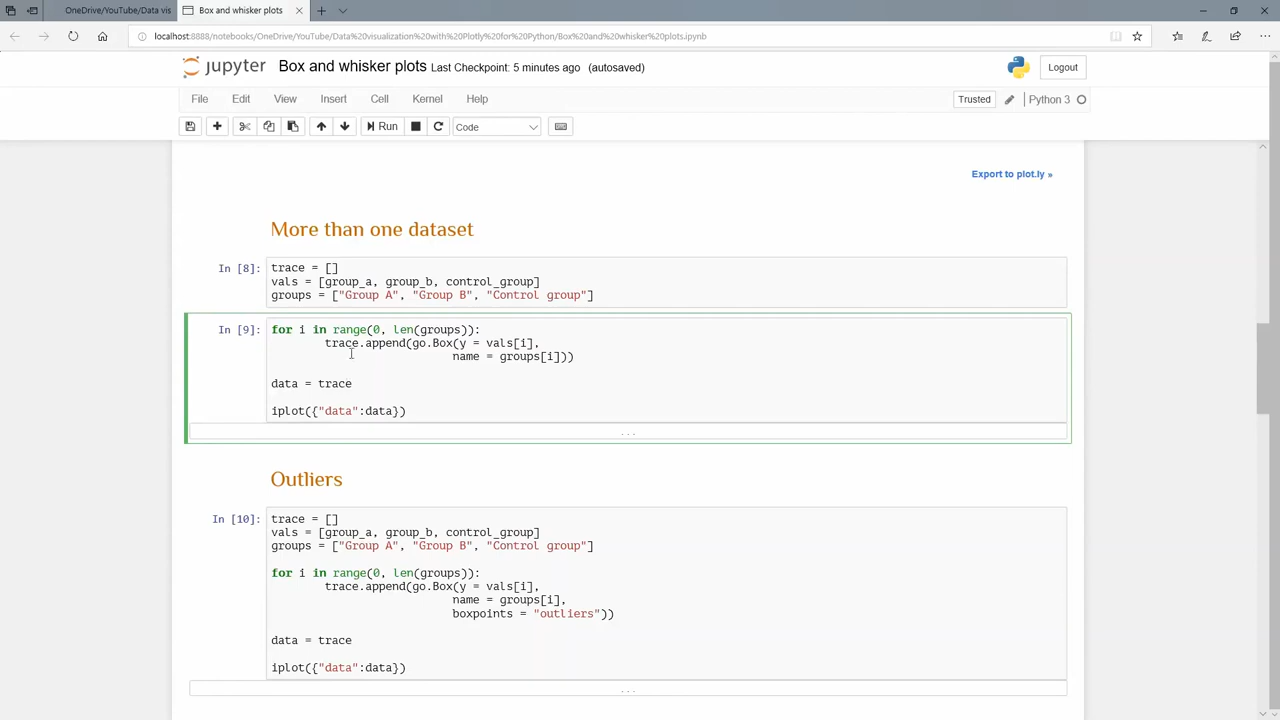 OneDrive/YouTube/Data vis
Box and whisker plots
localhost:8888/notebooks/OneDrive/YouTube/Data%20visualization%20with%20Plotly%20for%20Python/Box%20and%20whisker%20plots.ipynb
jupyter Box and whisker plots Last Checkpoint: 5 minutes ago (autosaved)
Logout
File Edit View Insert Cell Kernel Help
Trusted Python 3
Run Code
Export to plot.ly »
More than one dataset
In [8]: trace = []
vals = [group_a, group_b, control_group]
groups = ["Group A", "Group B", "Control group"]
In [9]: for i in range(0, len(groups)):
trace.append(go.Box(y = vals[i],
name = groups[i]))
data = trace
iplot({"data":data})
...
Outliers
In [10]: trace = []
vals = [group_a, group_b, control_group]
groups = ["Group A", "Group B", "Control group"]
for i in range(0, len(groups)):
trace.append(go.Box(y = vals[i],
name = groups[i],
boxpoints = "outliers"))
data = trace
iplot({"data":data})
...